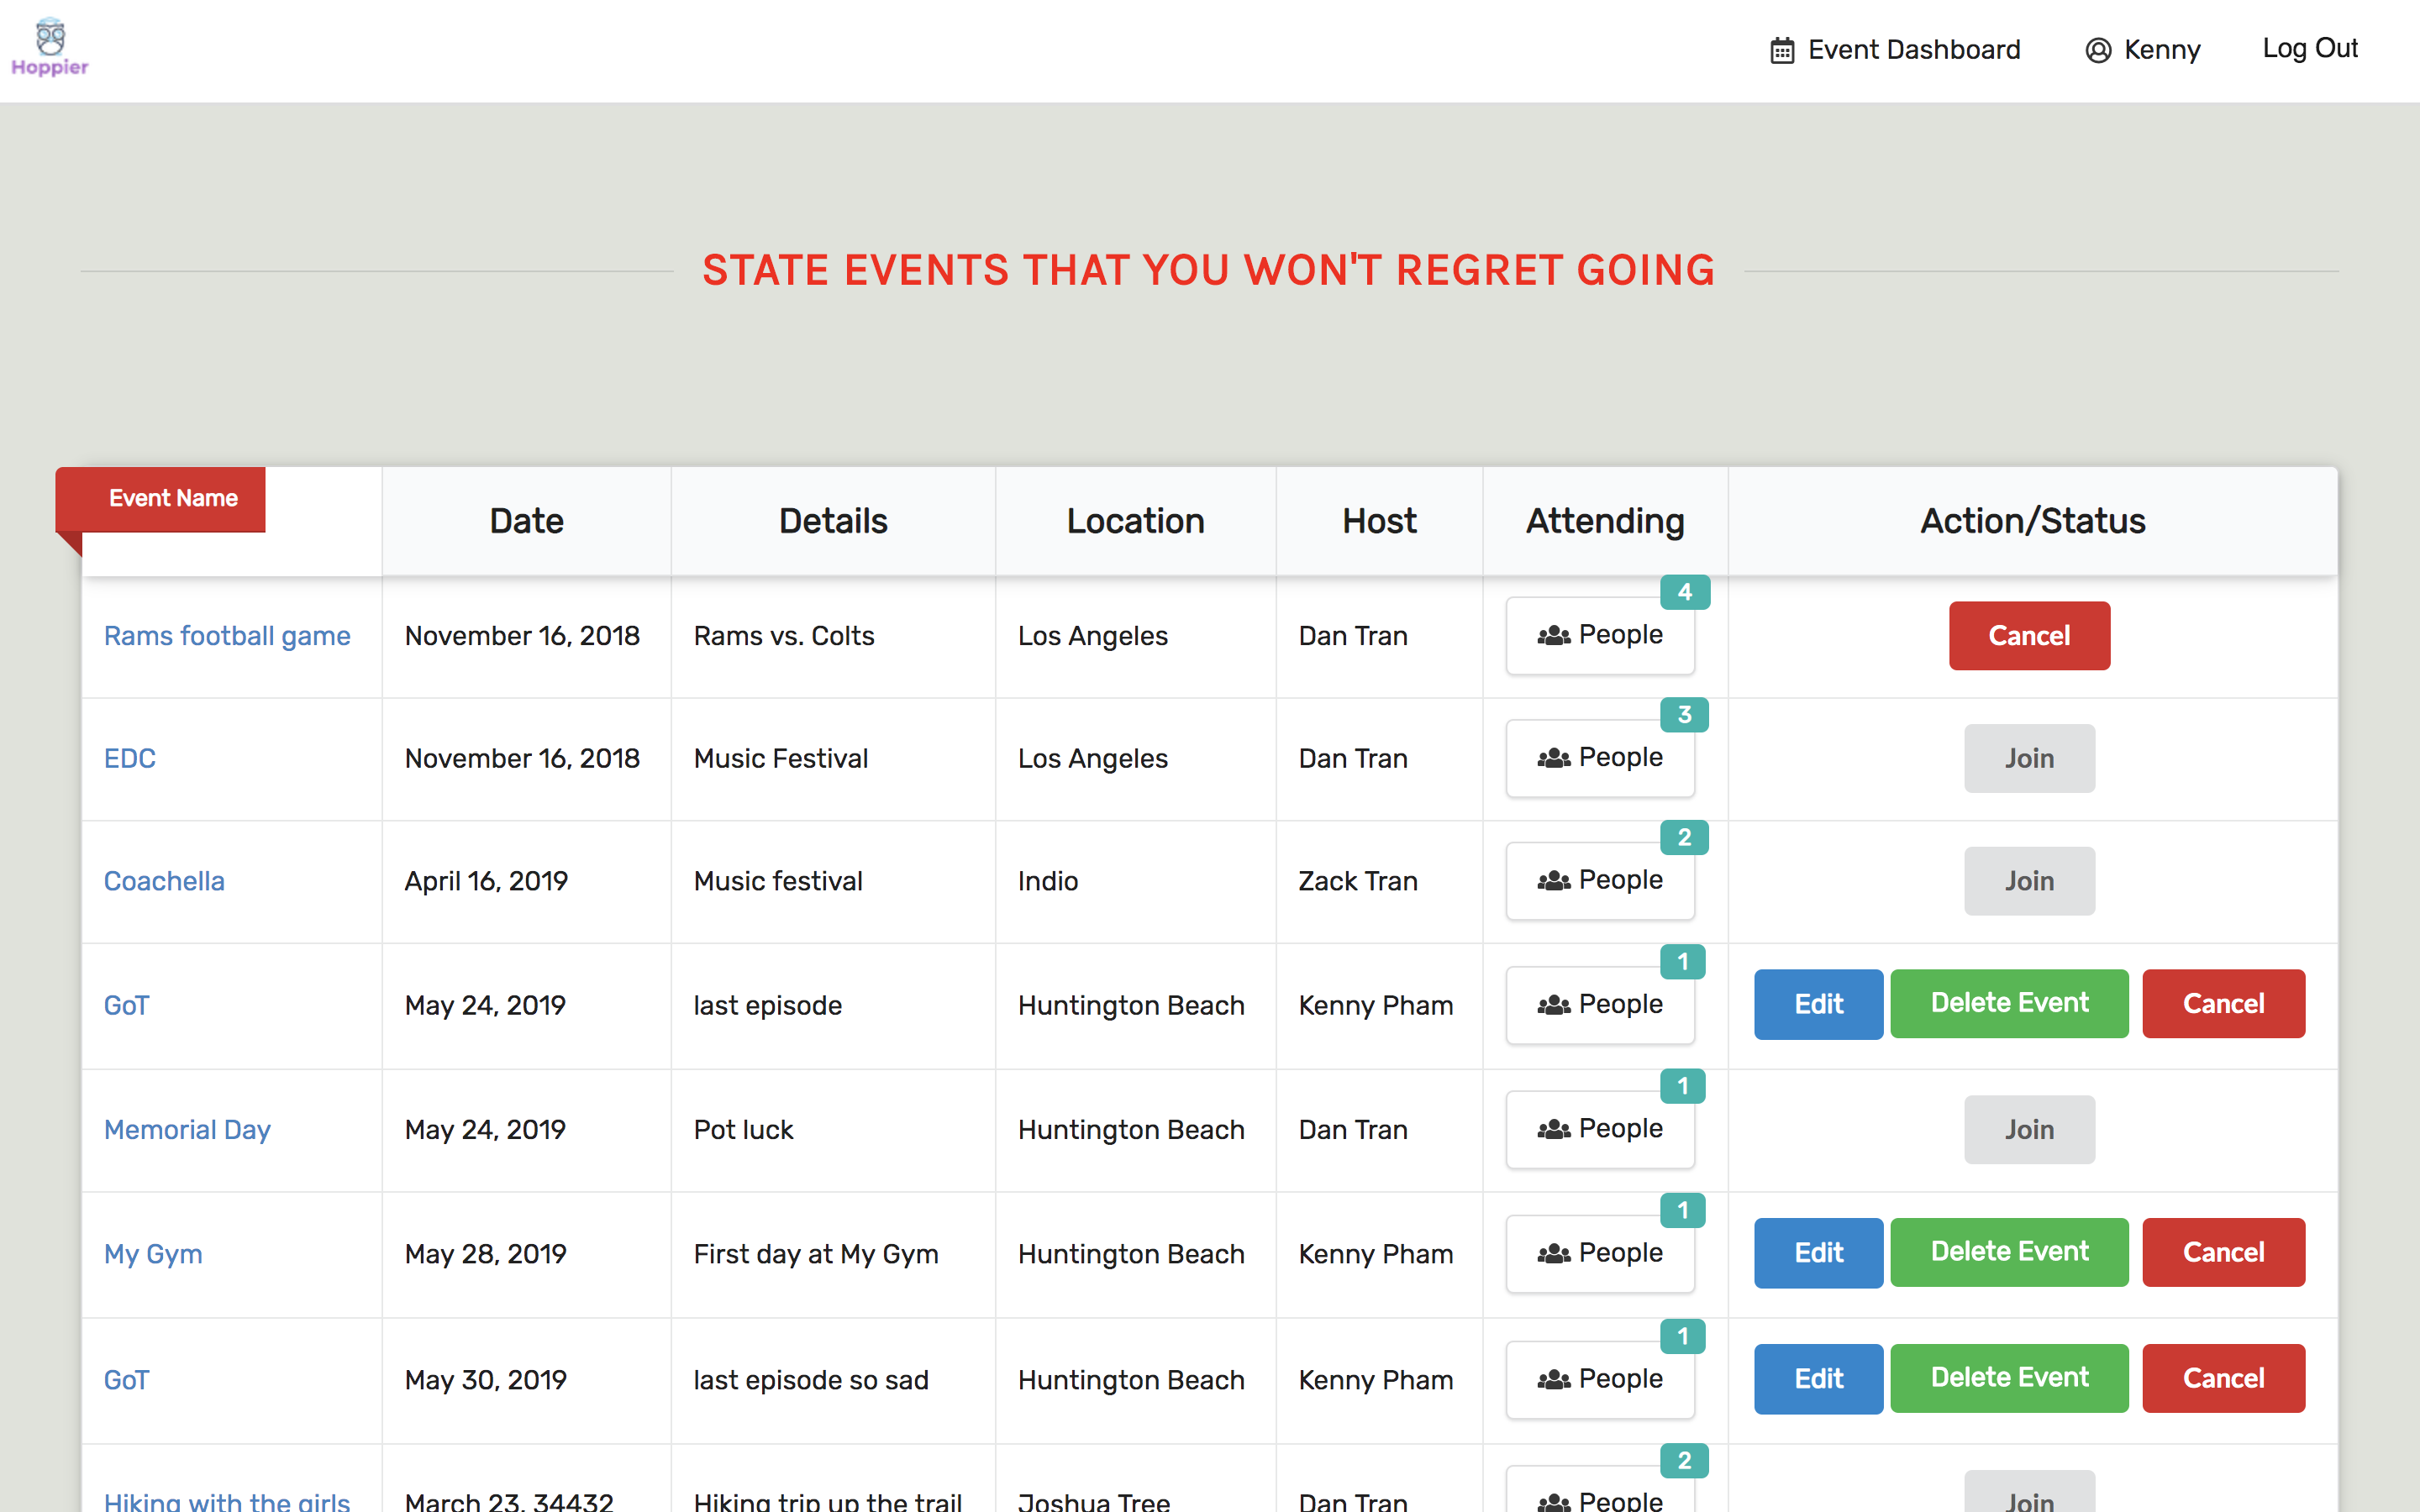 Hoppier
Event Dashboard Kenny Log Out
STATE EVENTS THAT YOU WON'T REGRET GOING
Event Name Date Details Location Host Attending Action/Status
Rams football game November 16, 2018 Rams vs. Colts Los Angeles Dan Tran People 4 Cancel
EDC November 16, 2018 Music Festival Los Angeles Dan Tran People 3 Join
Coachella April 16, 2019 Music festival Indio Zack Tran People 2 Join
GoT May 24, 2019 last episode Huntington Beach Kenny Pham People 1 Edit Delete Event Cancel
Memorial Day May 24, 2019 Pot luck Huntington Beach Dan Tran People 1 Join
My Gym May 28, 2019 First day at My Gym Huntington Beach Kenny Pham People 1 Edit Delete Event Cancel
GoT May 30, 2019 last episode so sad Huntington Beach Kenny Pham People 1 Edit Delete Event Cancel
Hiking with the girls March 23, 34432 Hiking trip up the trail Joshua Tree Dan Tran People 2 Join